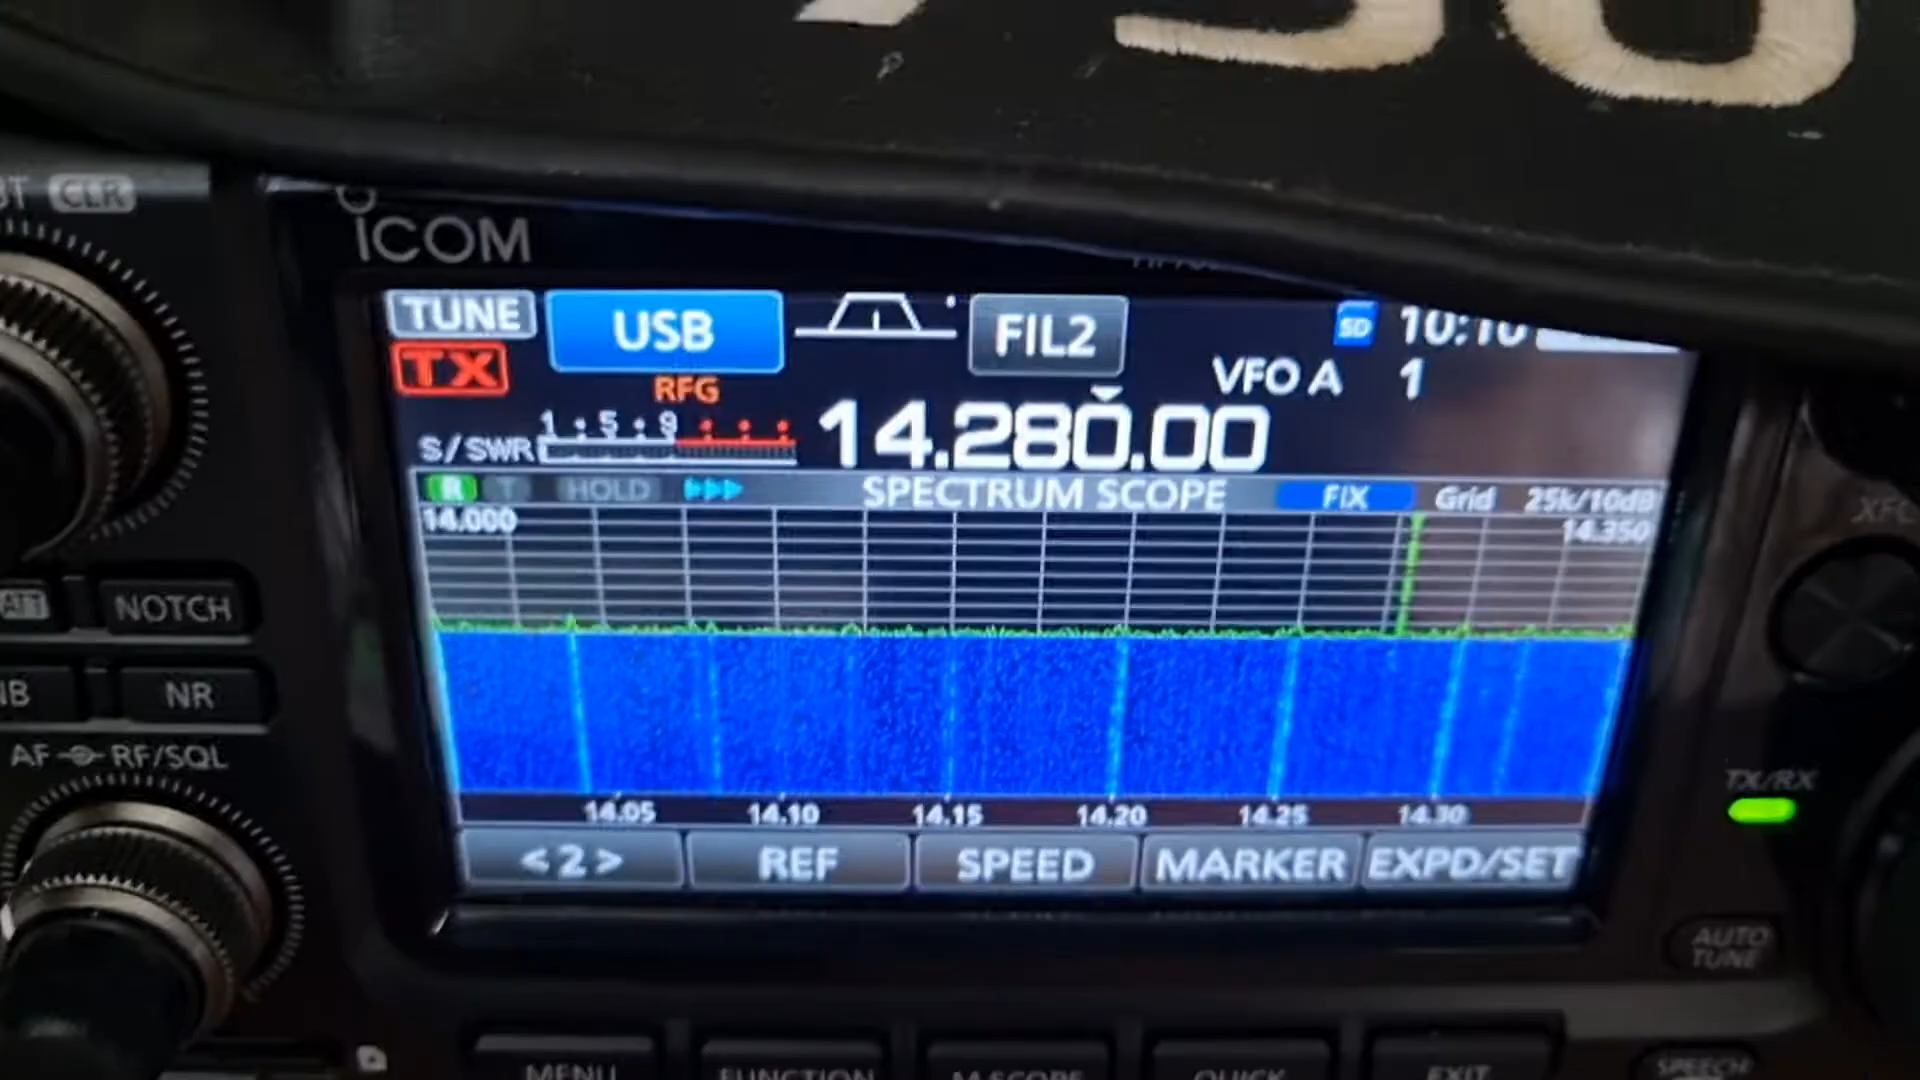 730
BT CLR
ICOM
TUNE USB FIL2 SD 10:10
TX RFG VFO A 1
1 5 9
S/SWR 14.280.00
R T HOLD SPECTRUM SCOPE FIX Grid 25k/10dB
14.000 14.350
XFC
ATT NOTCH
NB NR
AF RF/SQL
TX/RX
14.05 14.10 14.15 14.20 14.25 14.30
<2> REF SPEED MARKER EXPD/SET
AUTO
TUNE
MENU FUNCTION M.SCOPE QUICK EXIT SPEECH